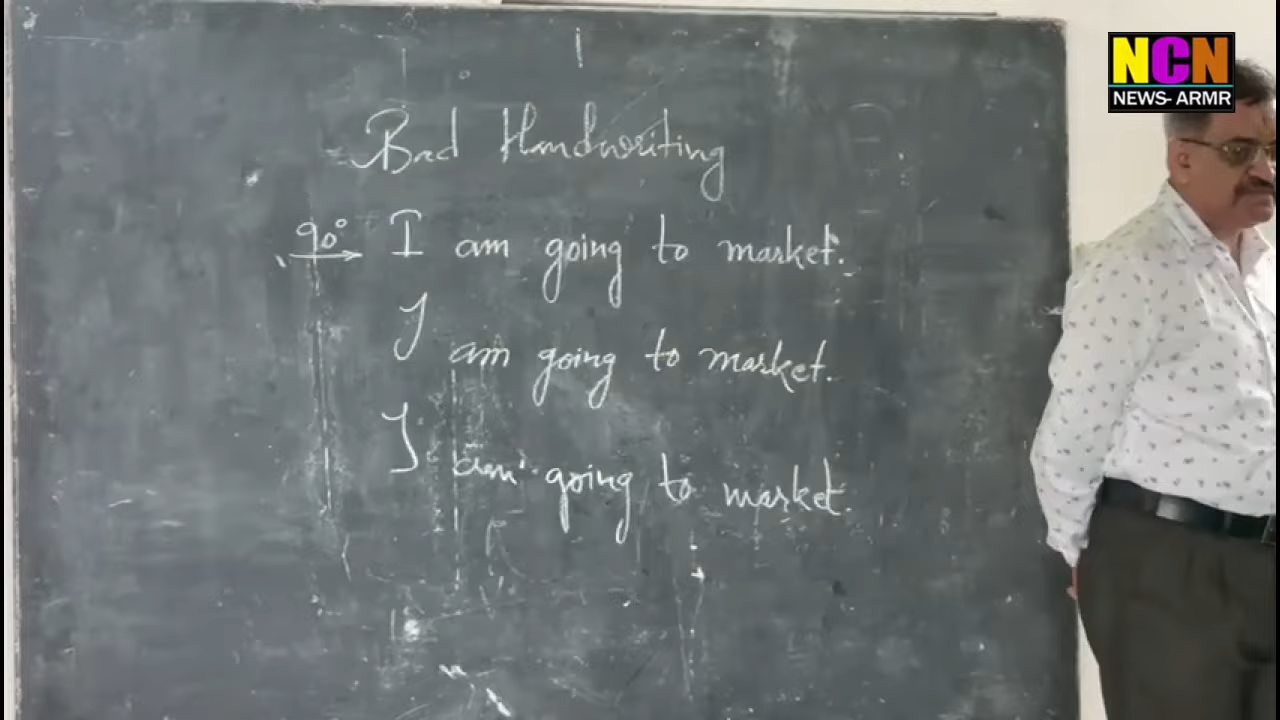 NCN
NEWS- ARMR
Bad Handwriting
90° I am going to market.
I am going to market.
I am going to market.